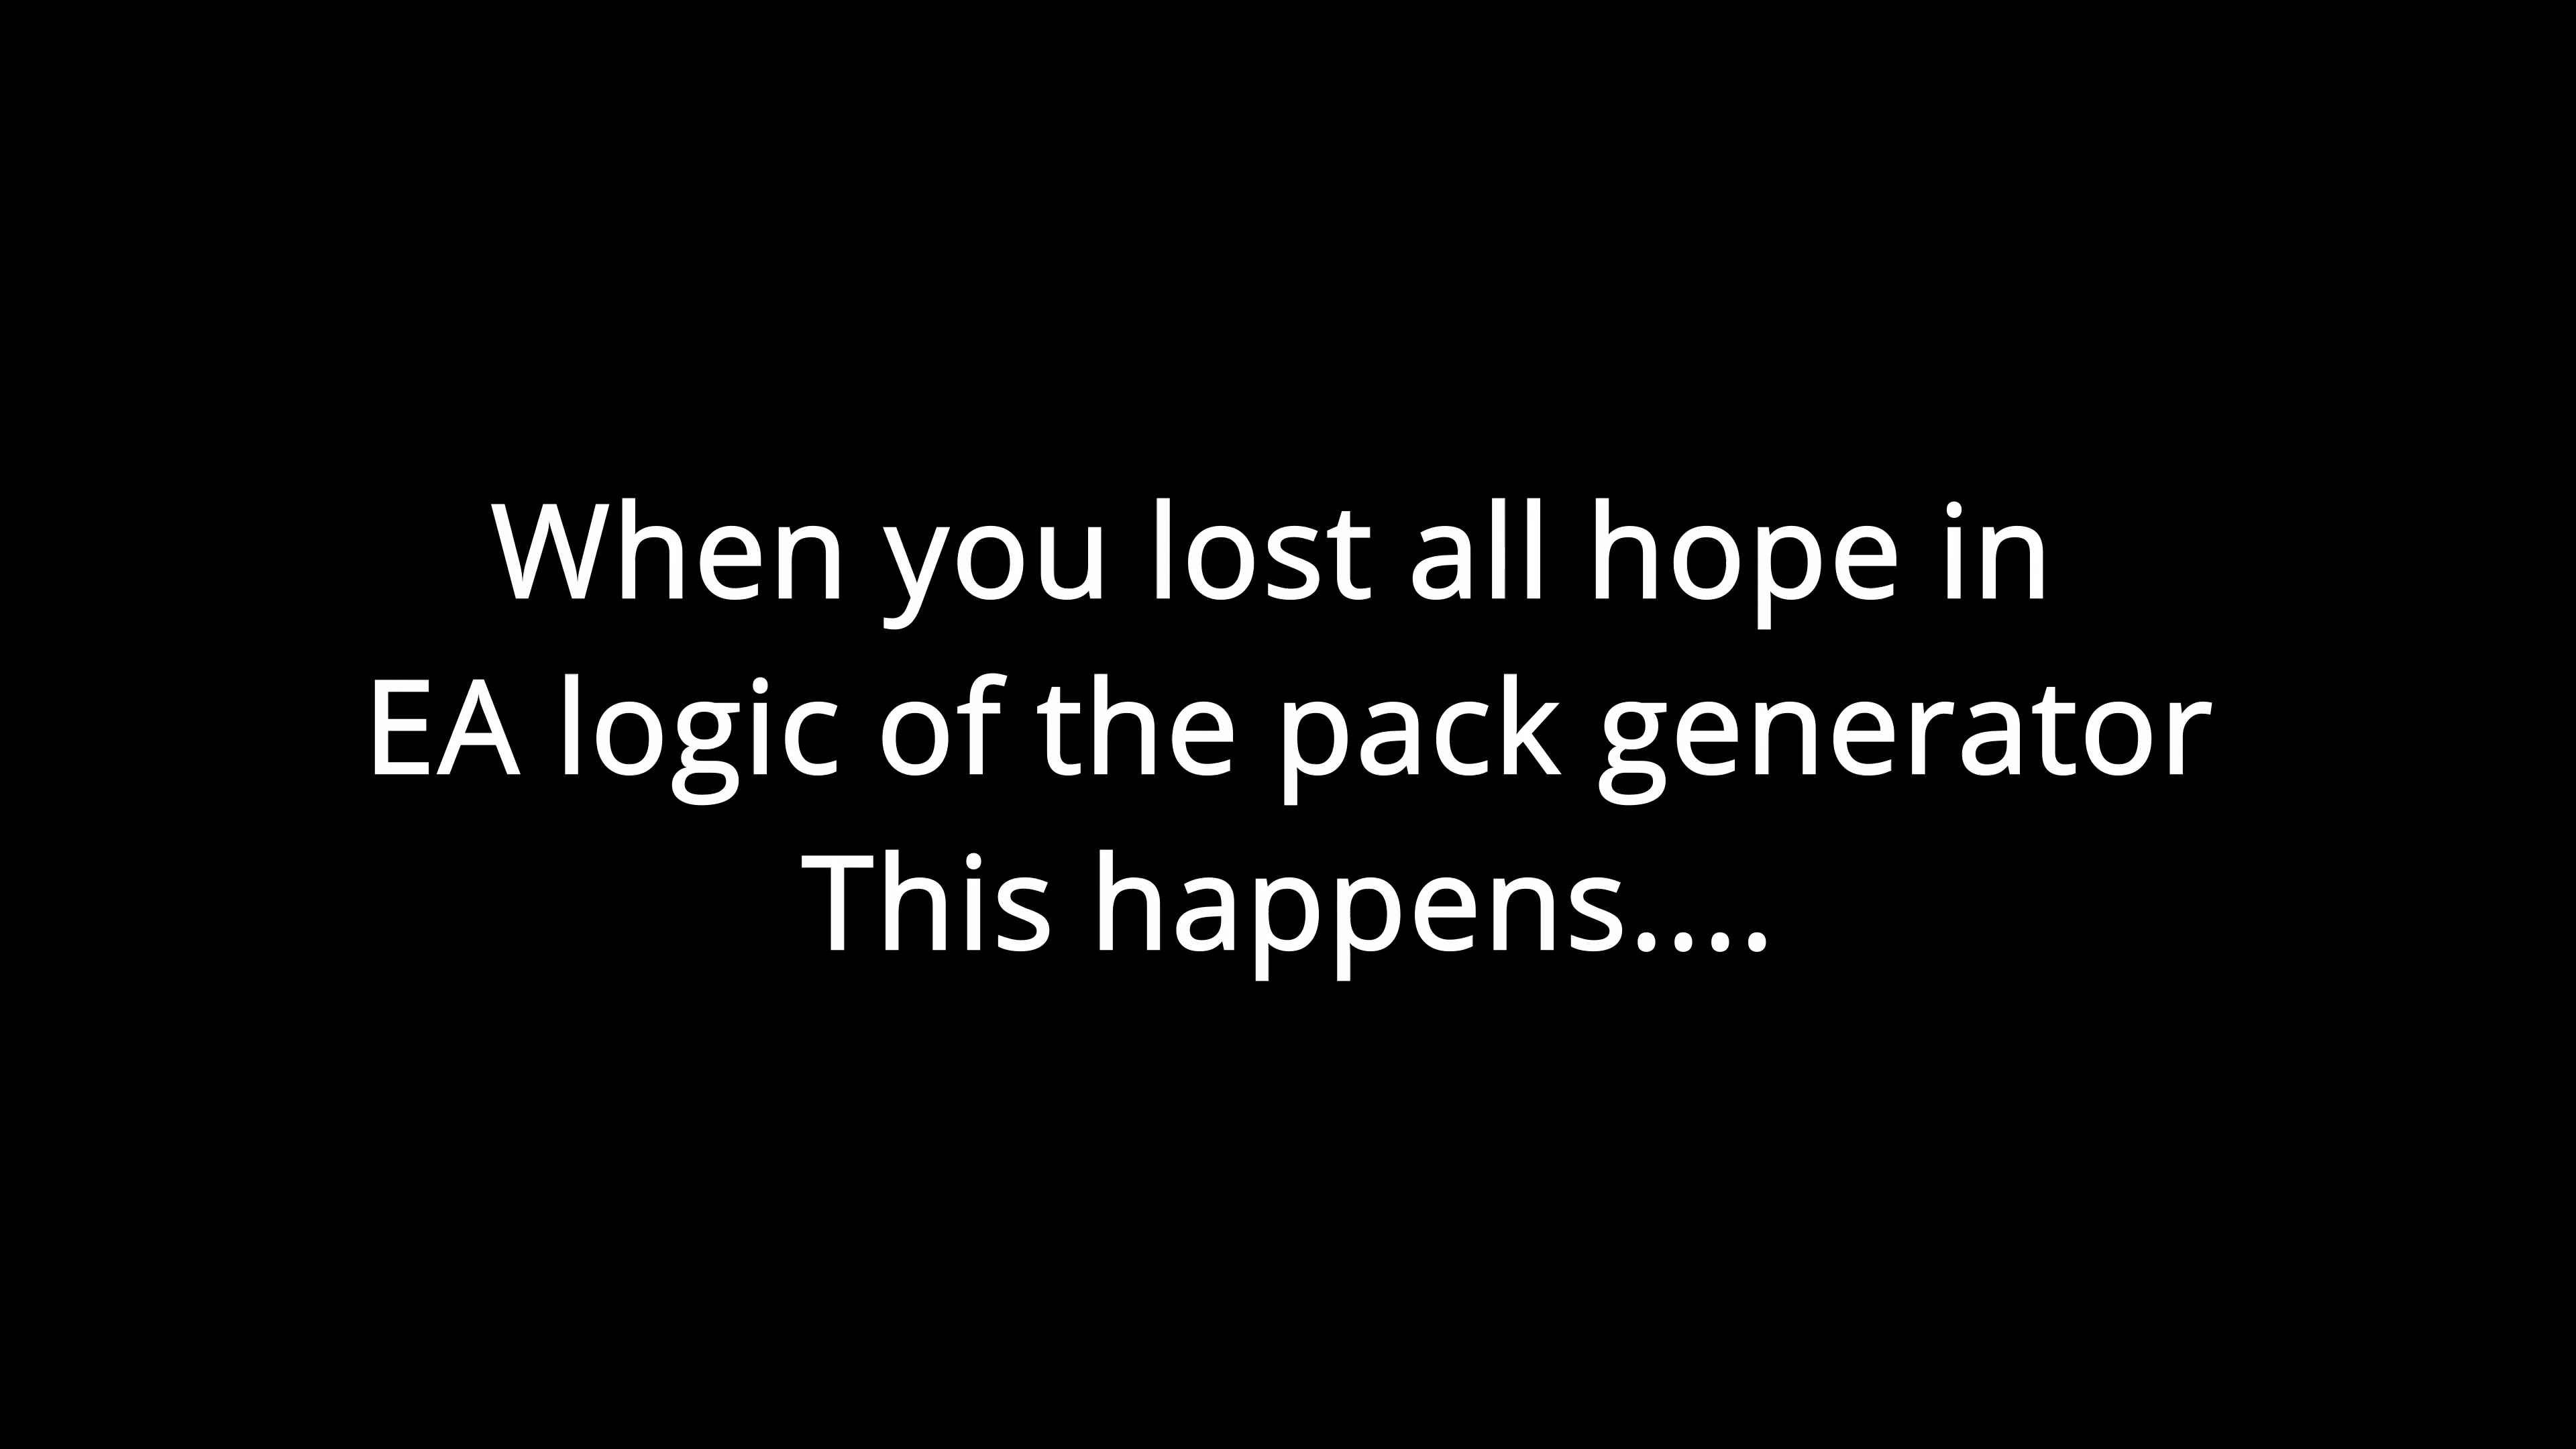 When you lost all hope in
EA logic of the pack generator
This happens....